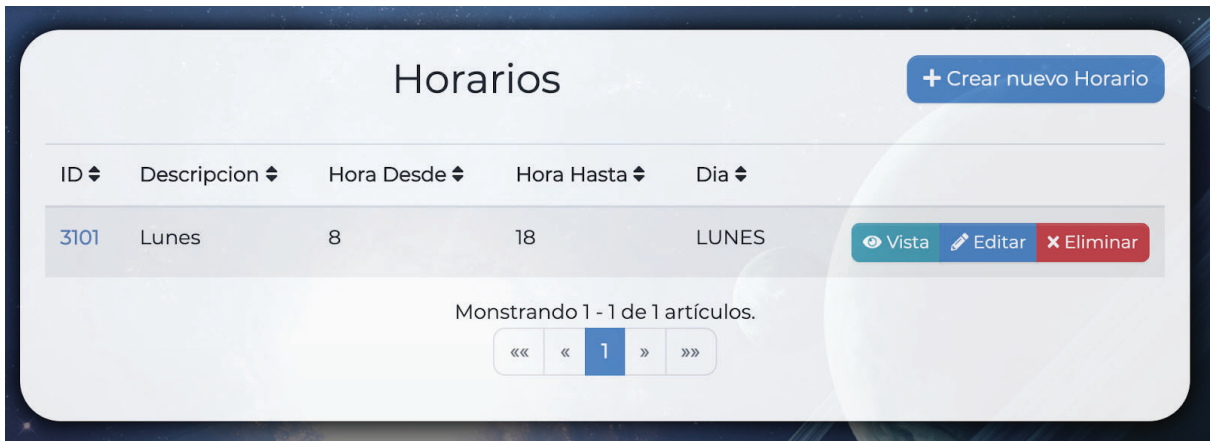 Horarios
+ Crear nuevo Horario
ID Descripcion Hora Desde Hora Hasta Dia
3101 Lunes 8 18 LUNES Vista Editar Eliminar
Monstrando 1 - 1 de 1 artículos.
«« « 1 » »»